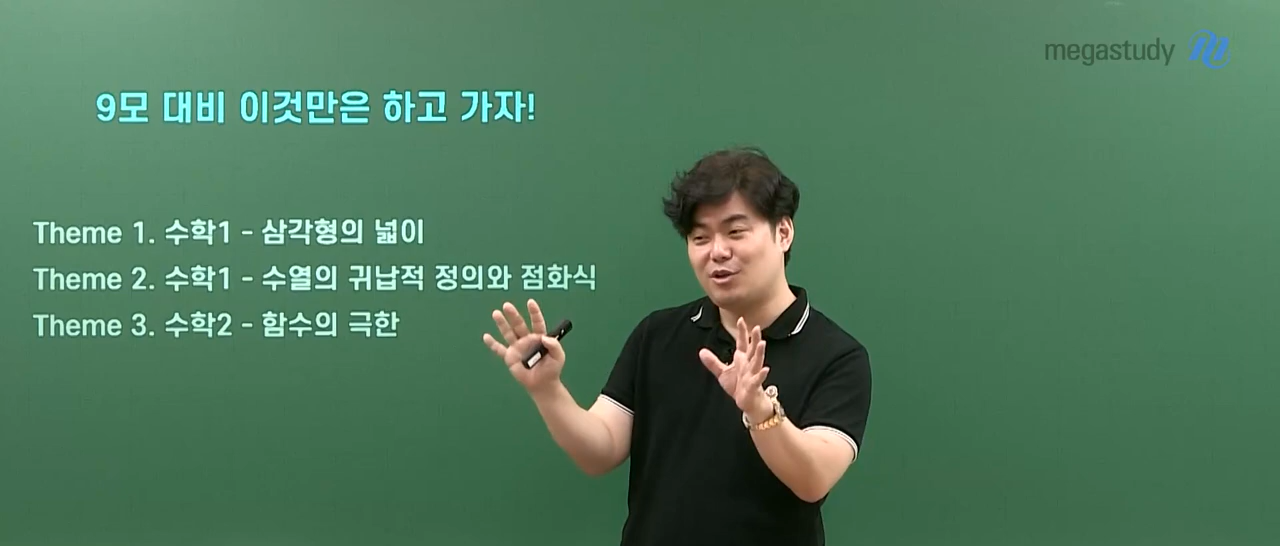 megastudy
9모 대비 이것만은 하고 가자!
Theme 1. 수학1 - 삼각형의 넓이
Theme 2. 수학1 - 수열의 귀납적 정의와 점화식
Theme 3. 수학2 - 함수의 극한